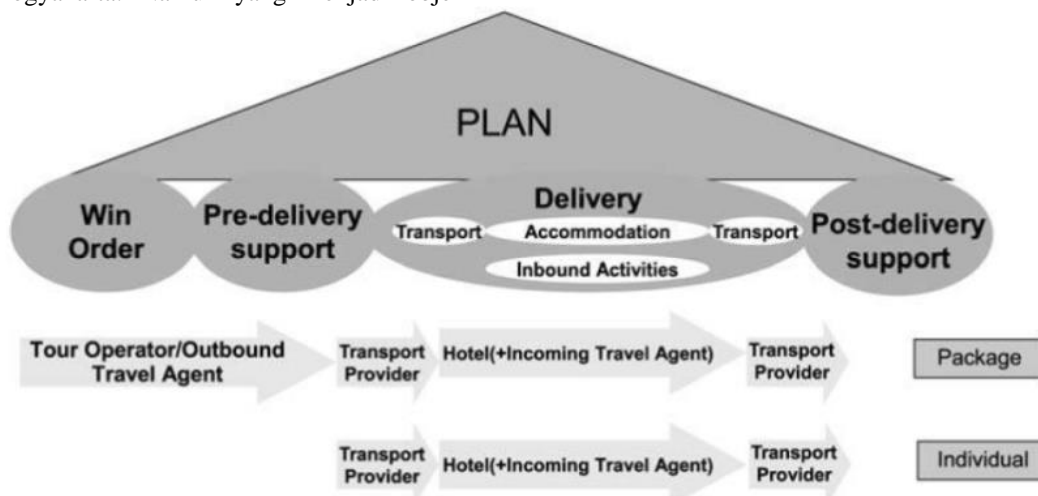 PLAN
Win
Order
Pre-delivery
support
Delivery
Transport
Accommodation
Transport
Inbound Activities
Post-delivery
support
Tour Operator/Outbound
Travel Agent
Transport
Provider
Hotel(+Incoming Travel Agent)
Transport
Provider
Package
Transport
Provider
Hotel(+Incoming Travel Agent)
Transport
Provider
Individual